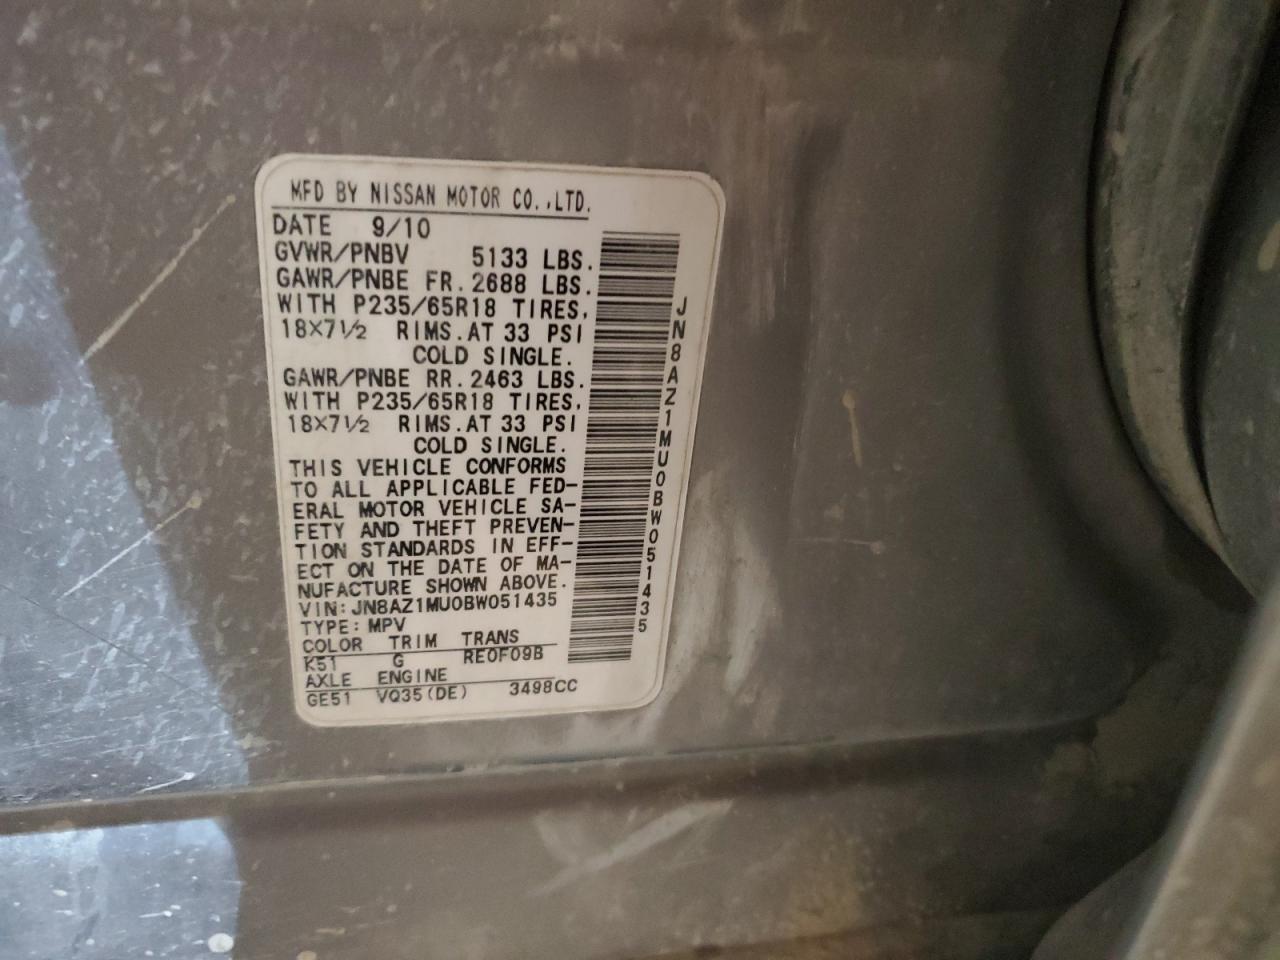 MFD BY NISSAN MOTOR CO.,LTD.
DATE 9/10
GVWR/PNBV 5133 LBS.
GAWR/PNBE FR. 2688 LBS.
WITH P235/65R18 TIRES,
18X7½ RIMS. AT 33 PSI
COLD SINGLE.
GAWR/PNBE RR. 2463 LBS.
WITH P235/65R18 TIRES,
18X7½ RIMS. AT 33 PSI
COLD SINGLE.
THIS VEHICLE CONFORMS
TO ALL APPLICABLE FED-
ERAL MOTOR VEHICLE SA-
FETY AND THEFT PREVEN-
TION STANDARDS IN EFF-
ECT ON THE DATE OF MA-
NUFACTURE SHOWN ABOVE.
VIN: JN8AZ1MU0BW051435
TYPE: MPV
COLOR TRIM TRANS
K51 G RE0F09B
AXLE ENGINE
GE51 VQ35(DE) 3498CC
JN8AZ1MU0BW051435